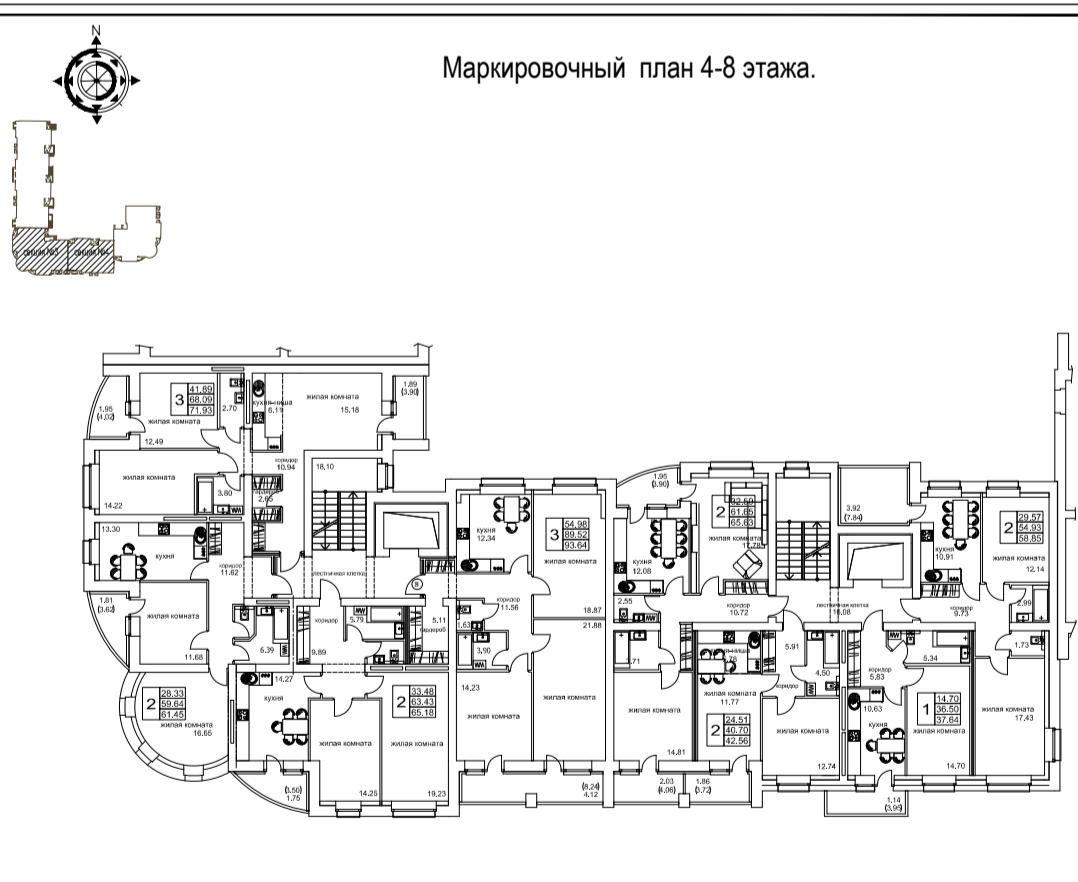 N
Маркировочный план 4-8 этажа.
секция №3
секция №4
3
41.89
68.09
71.93
1.95
(4.02)
жилая комната
12.49
2.70
кухня-ниша
6.11
жилая комната
15.18
1.89
(3.90)
жилая комната
14.22
3.80
коридор
10.94
гардероб
2.65
18.10
13.30
кухня
коридор
11.62
лестничная клетка
8
1.81
(3.62)
жилая комната
11.68
6.39
коридор
9.89
5.79
5.11
гардероб
2
28.33
59.64
61.45
жилая комната
16.65
14.27
кухня
(3.50)
1.75
жилая комната
14.25
2
33.48
63.43
65.18
жилая комната
19.23
кухня
12.34
3
54.98
89.52
93.64
18.87
коридор
11.56
1.63
3.90
21.88
14.23
жилая комната
жилая комната
(8.24)
4.12
1.95
(3.90)
кухня
12.08
2
61.65
65.63
жилая комната
17.78
2.55
коридор
10.72
жилая комната
14.81
жилая комната
11.77
2
24.51
40.70
42.56
2.03
(4.06)
1.86
(3.72)
5.91
4.50
коридор
жилая комната
12.74
лестничная клетка
3.92
(7.84)
кухня
10.91
2
29.57
54.93
58.85
жилая комната
12.14
коридор
9.73
2.99
1.73
5.34
коридор
5.83
10.63
кухня
1
14.70
36.50
37.64
14.70
жилая комната
17.43
1.14
(3.95)